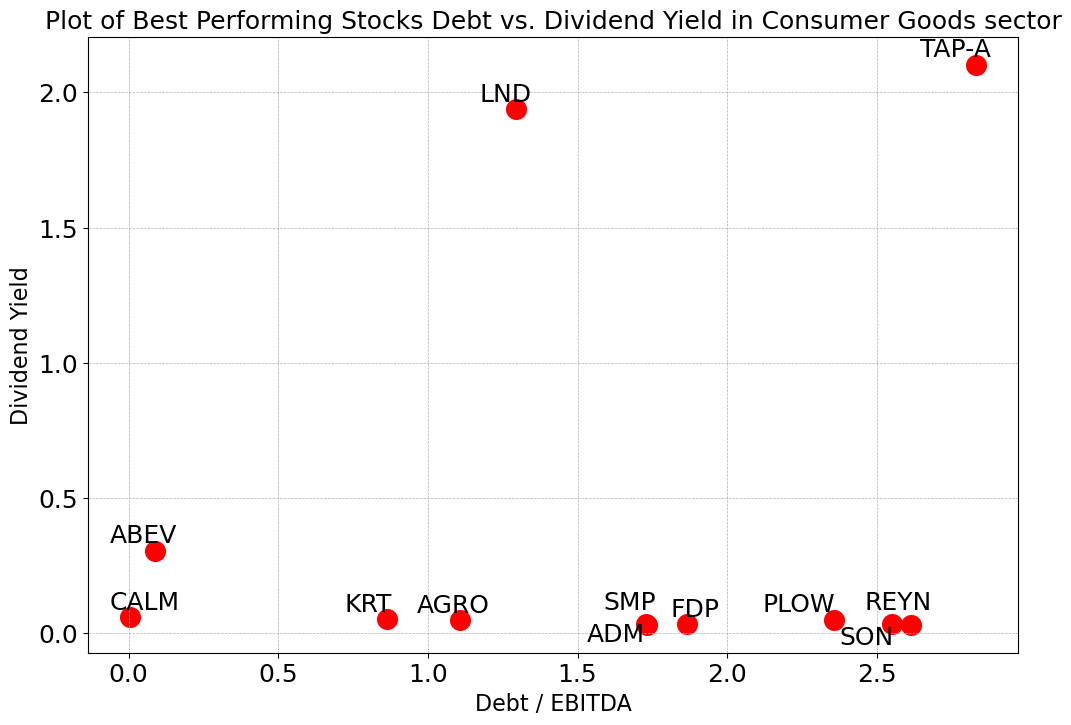 Plot of Best Performing Stocks Debt vs. Dividend Yield in Consumer Goods sector
TAP-A
LND
2.0
1.5
Dividend Yield
1.0
0.5
ABEV
CALM
KRT
AGRO
SMP
FDP
PLOW
REYN
ADM
SON
0.0
0.0 0.5 1.0 1.5 2.0 2.5
Debt / EBITDA